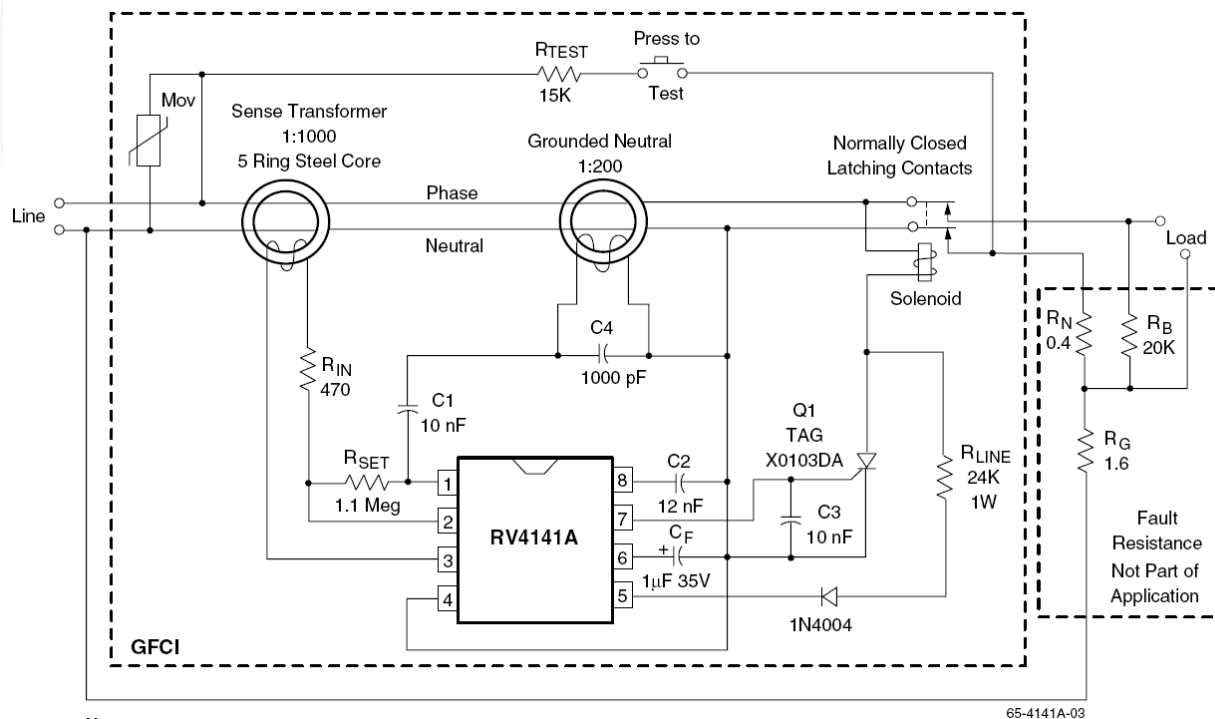 Press to
RTEST
15K
Test
Mov
Sense Transformer
1:1000
5 Ring Steel Core
Grounded Neutral
1:200
Normally Closed
Latching Contacts
Phase
Line
Neutral
Load
Solenoid
C4
1000 pF
RN
0.4
RB
20K
RIN
470
C1
10 nF
Q1
TAG
X0103DA
RSET
1.1 Meg
C2
12 nF
RLINE
24K
1W
RG
1.6
C3
10 nF
RV4141A
1
2
3
4
8
7
6
5
CF
+
1µF 35V
1N4004
Fault
Resistance
Not Part of
Application
GFCI
65-4141A-03